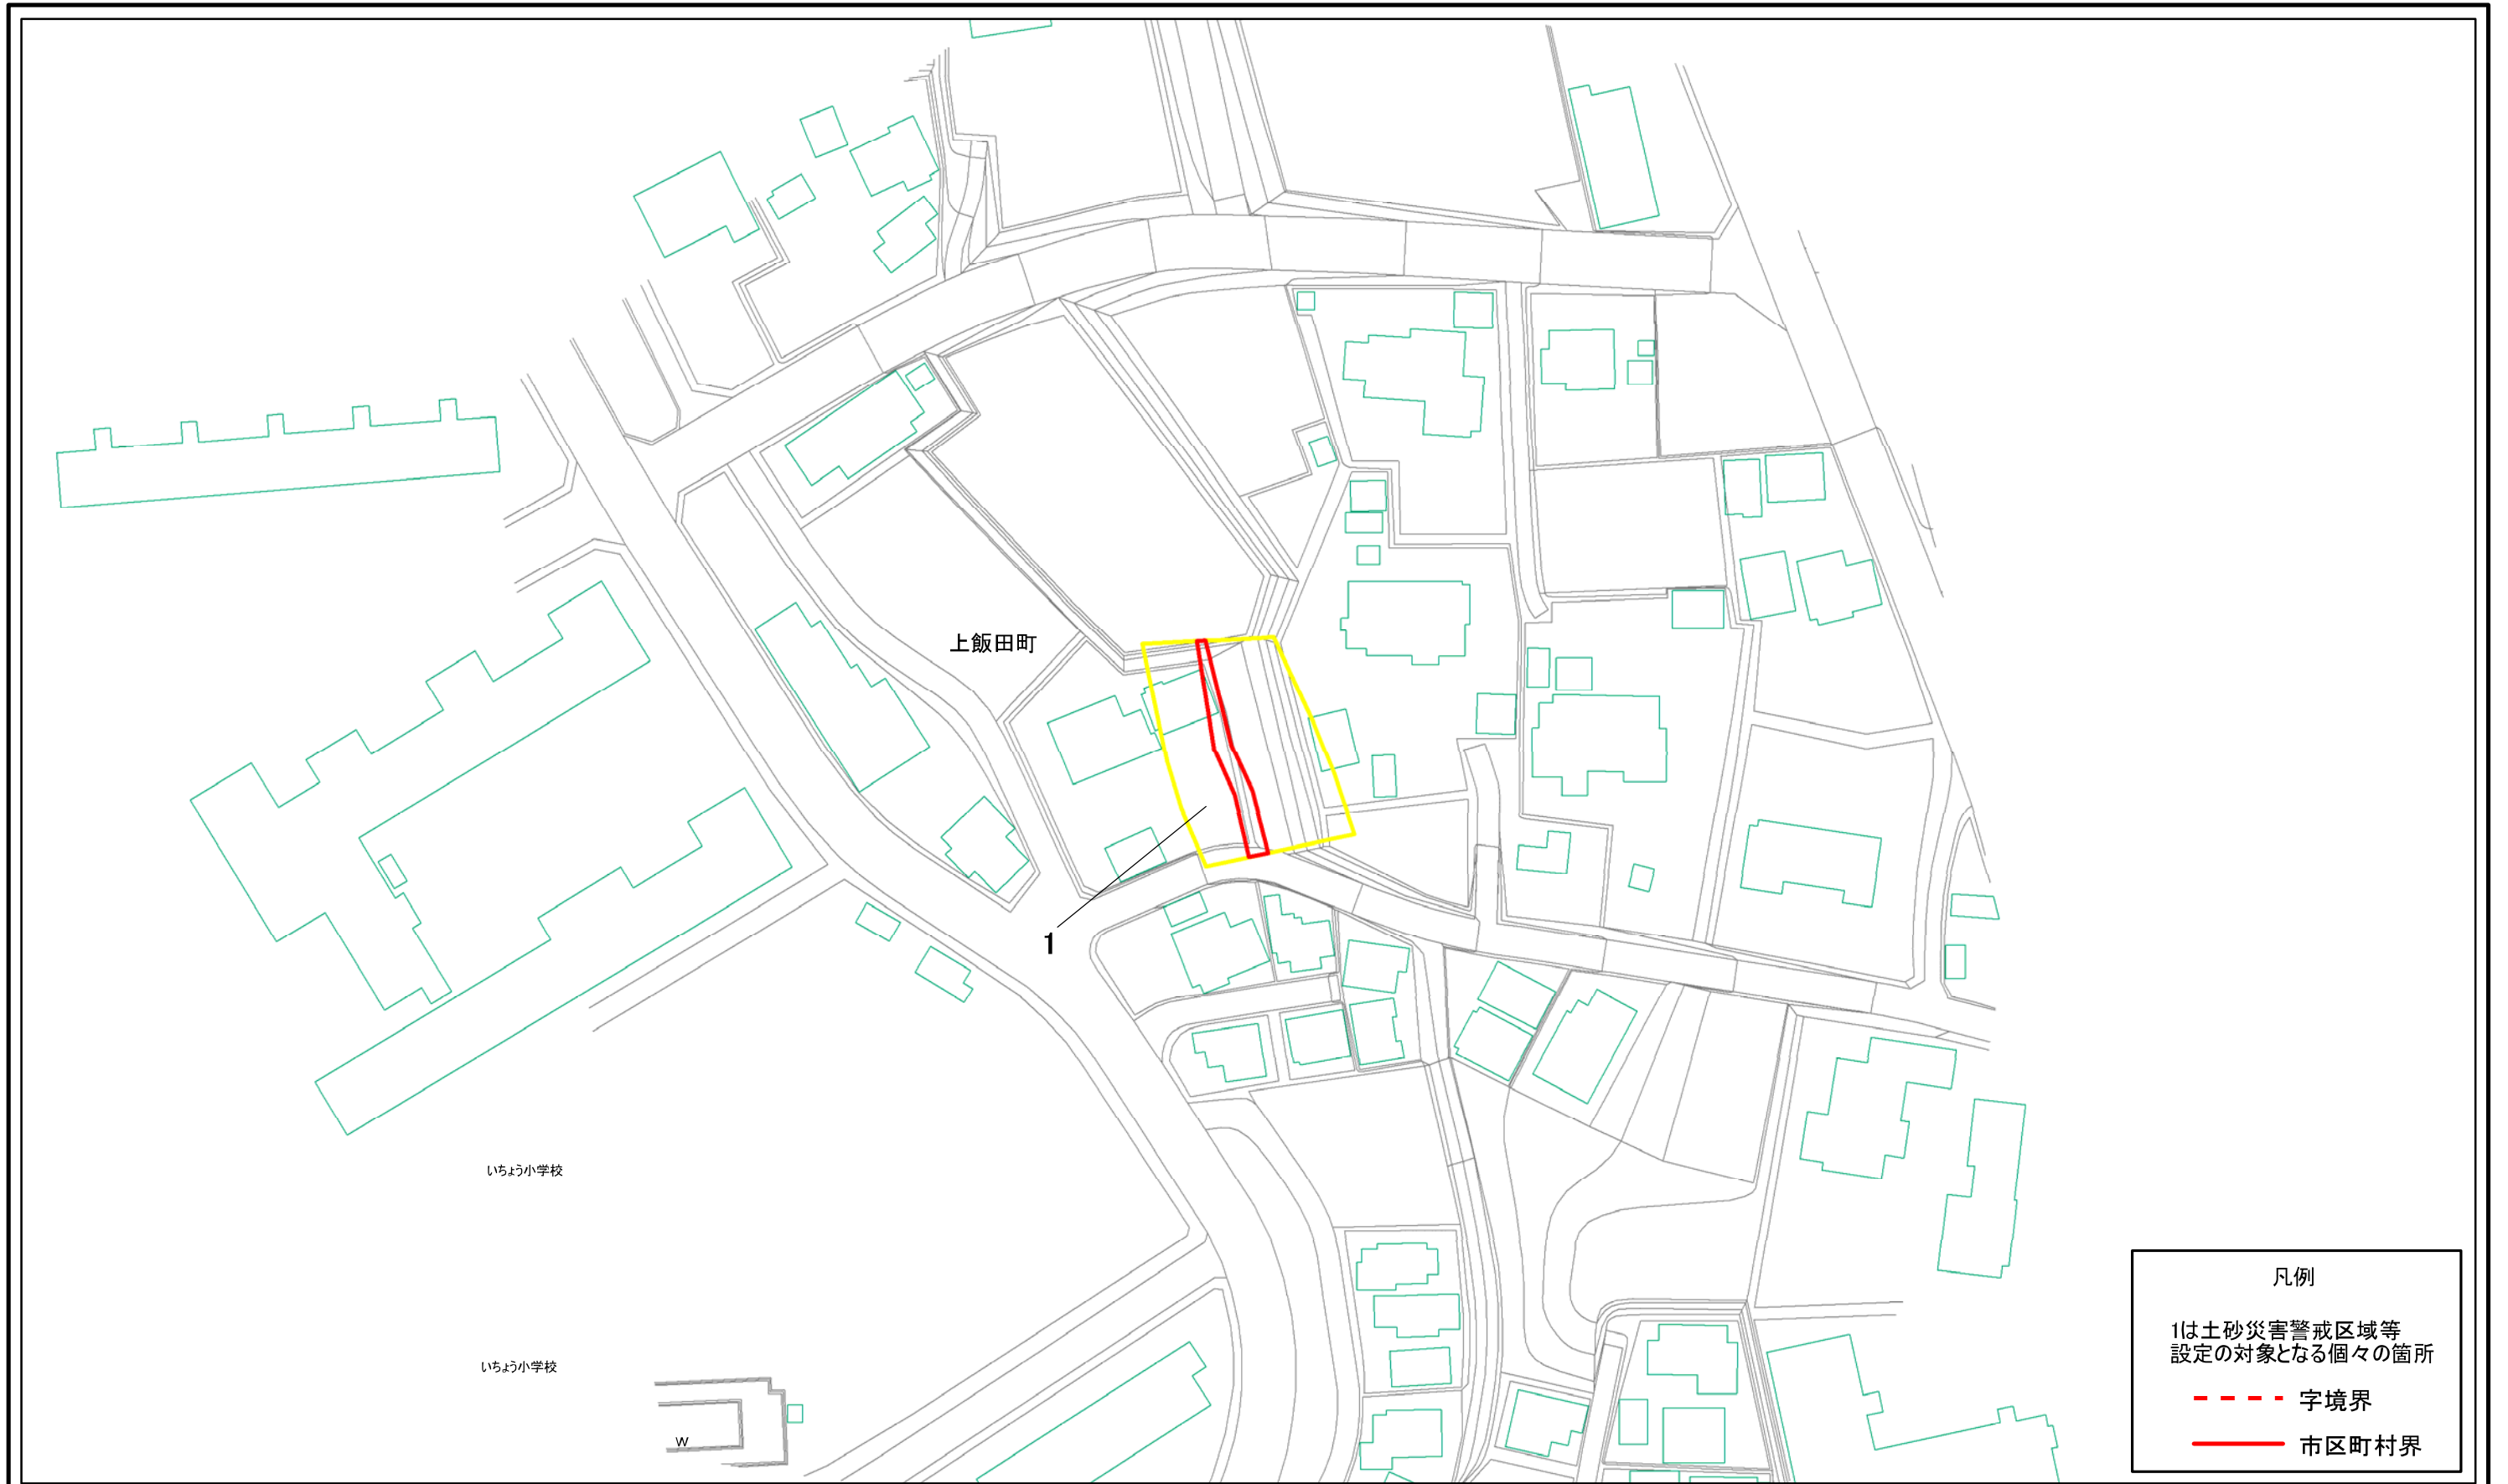 上飯田町
1
いちょう小学校
いちょう小学校
W
凡例
1は土砂災害警戒区域等
設定の対象となる個々の箇所
字境界
市区町村界